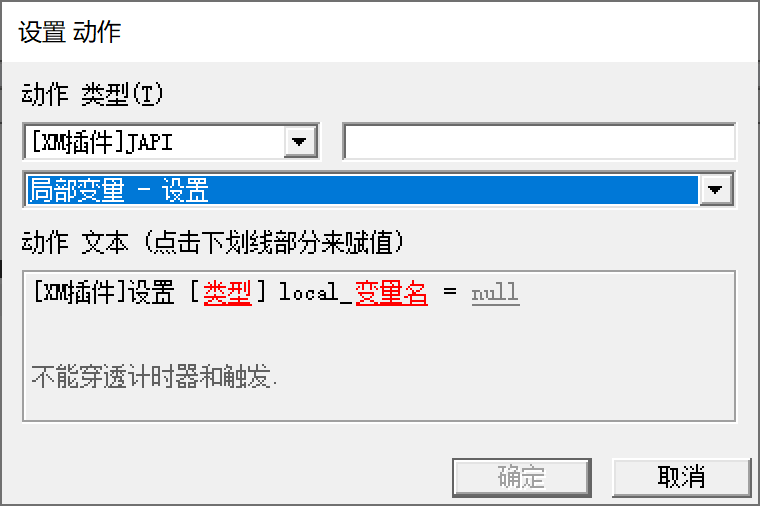 设置 动作
动作 类型(T)
[XM插件]JAPI
局部变量 - 设置
动作 文本 (点击下划线部分来赋值)
[XM插件]设置 [类型] local_变量名 = null
不能穿透计时器和触发.
确定 取消